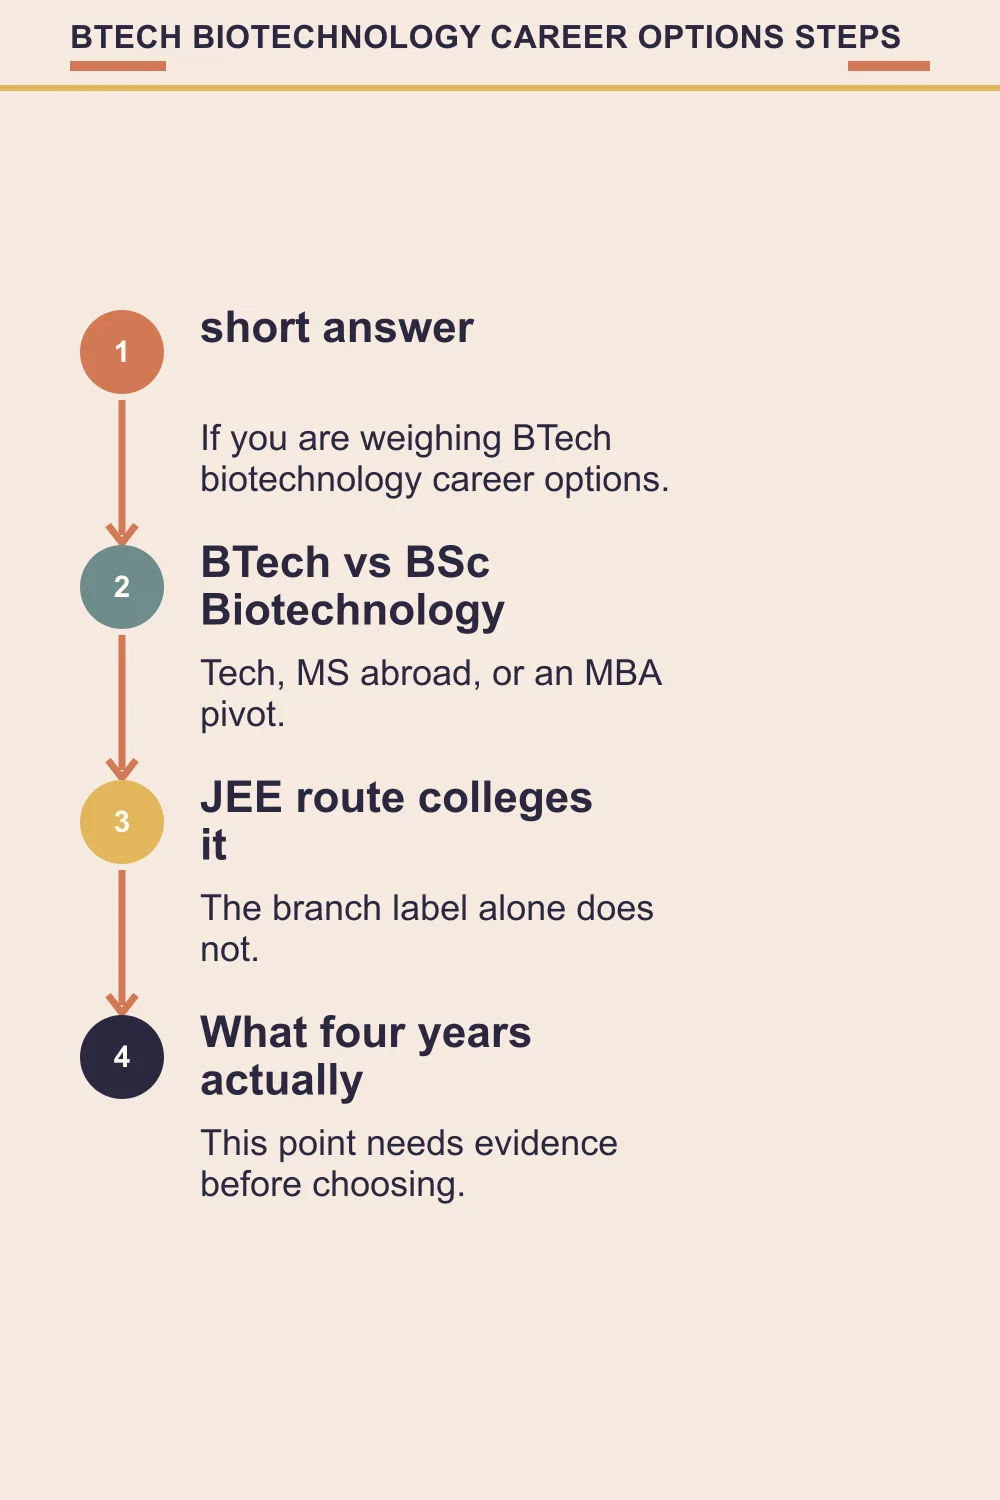 BTECH BIOTECHNOLOGY CAREER OPTIONS STEPS
1
short answer
If you are weighing BTech
biotechnology career options.
2
BTech vs BSc
Biotechnology
Tech, MS abroad, or an MBA
pivot.
3
JEE route colleges
it
The branch label alone does
not.
4
What four years
actually
This point needs evidence
before choosing.